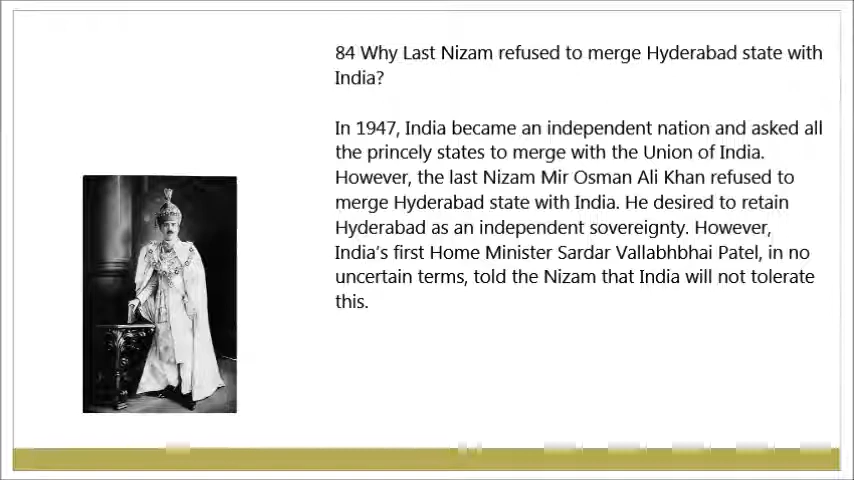 84 Why Last Nizam refused to merge Hyderabad state with
India?
In 1947, India became an independent nation and asked all
the princely states to merge with the Union of India.
However, the last Nizam Mir Osman Ali Khan refused to
merge Hyderabad state with India. He desired to retain
Hyderabad as an independent sovereignty. However,
India's first Home Minister Sardar Vallabhbhai Patel, in no
uncertain terms, told the Nizam that India will not tolerate
this.